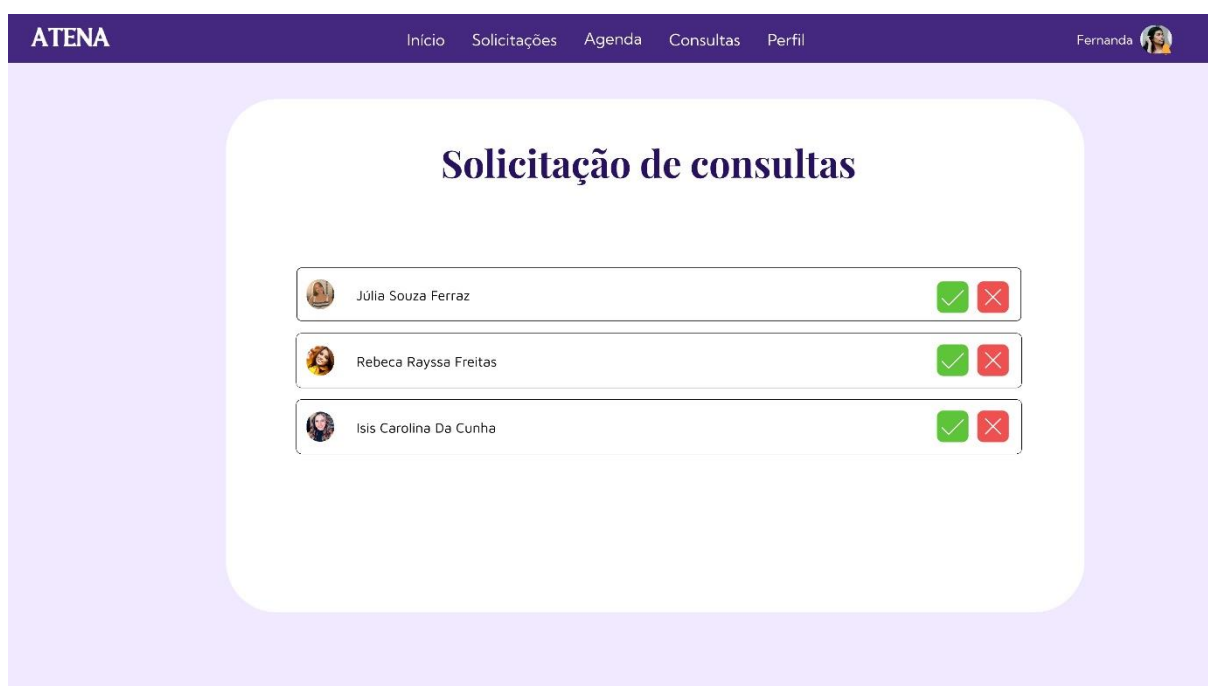 ATENA Início Solicitações Agenda Consultas Perfil Fernanda
Solicitação de consultas
Júlia Souza Ferraz
Rebeca Rayssa Freitas
Isis Carolina Da Cunha